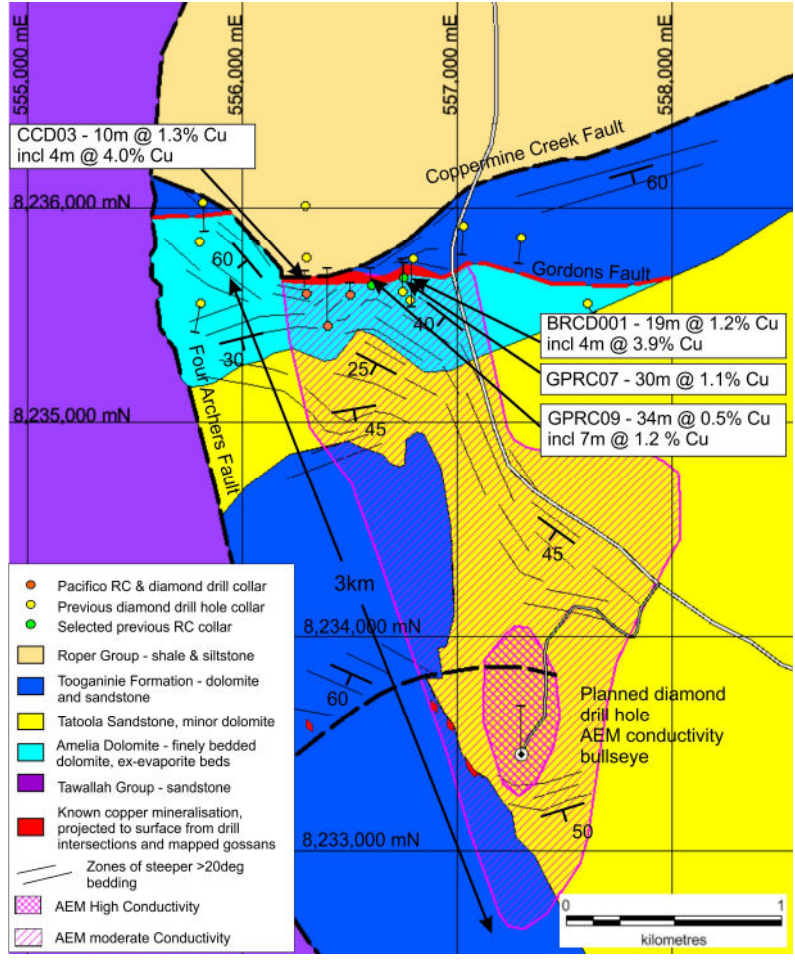 555,000 mE
556,000 mE
557,000 mE
558,000 mE
CCD03 - 10m @ 1.3% Cu
incl 4m @ 4.0% Cu
Coppermine Creek Fault
60
8,236,000 mN
60
Gordons Fault
40
BRCD001 - 19m @ 1.2% Cu
incl 4m @ 3.9% Cu
30
25
GPRC07 - 30m @ 1.1% Cu
Four Archers Fault
8,235,000 mN
45
GPRC09 - 34m @ 0.5% Cu
incl 7m @ 1.2 % Cu
45
3km
8,234,000 mN
60
Planned diamond
drill hole
AEM conductivity
bullseye
50
8,233,000 mN
Pacifico RC & diamond drill collar
Previous diamond drill hole collar
Selected previous RC collar
Roper Group - shale & siltstone
Tooganinie Formation - dolomite
and sandstone
Tatoola Sandstone, minor dolomite
Amelia Dolomite - finely bedded
dolomite, ex-evaporite beds
Tawallah Group - sandstone
Known copper mineralisation,
projected to surface from drill
intersections and mapped gossans
Zones of steeper >20deg
bedding
AEM High Conductivity
AEM moderate Conductivity
0
1
kilometres